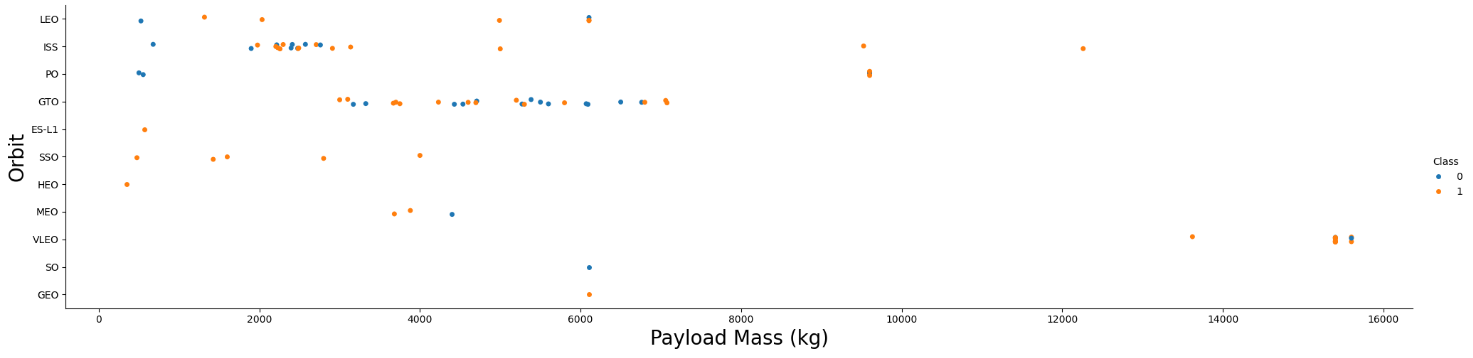 LEO
ISS
PO
GTO
ES-L1
SSO
HEO
MEO
VLEO
SO
GEO
Orbit
0 2000 4000 6000 8000 10000 12000 14000 16000
Payload Mass (kg)
Class
0
1